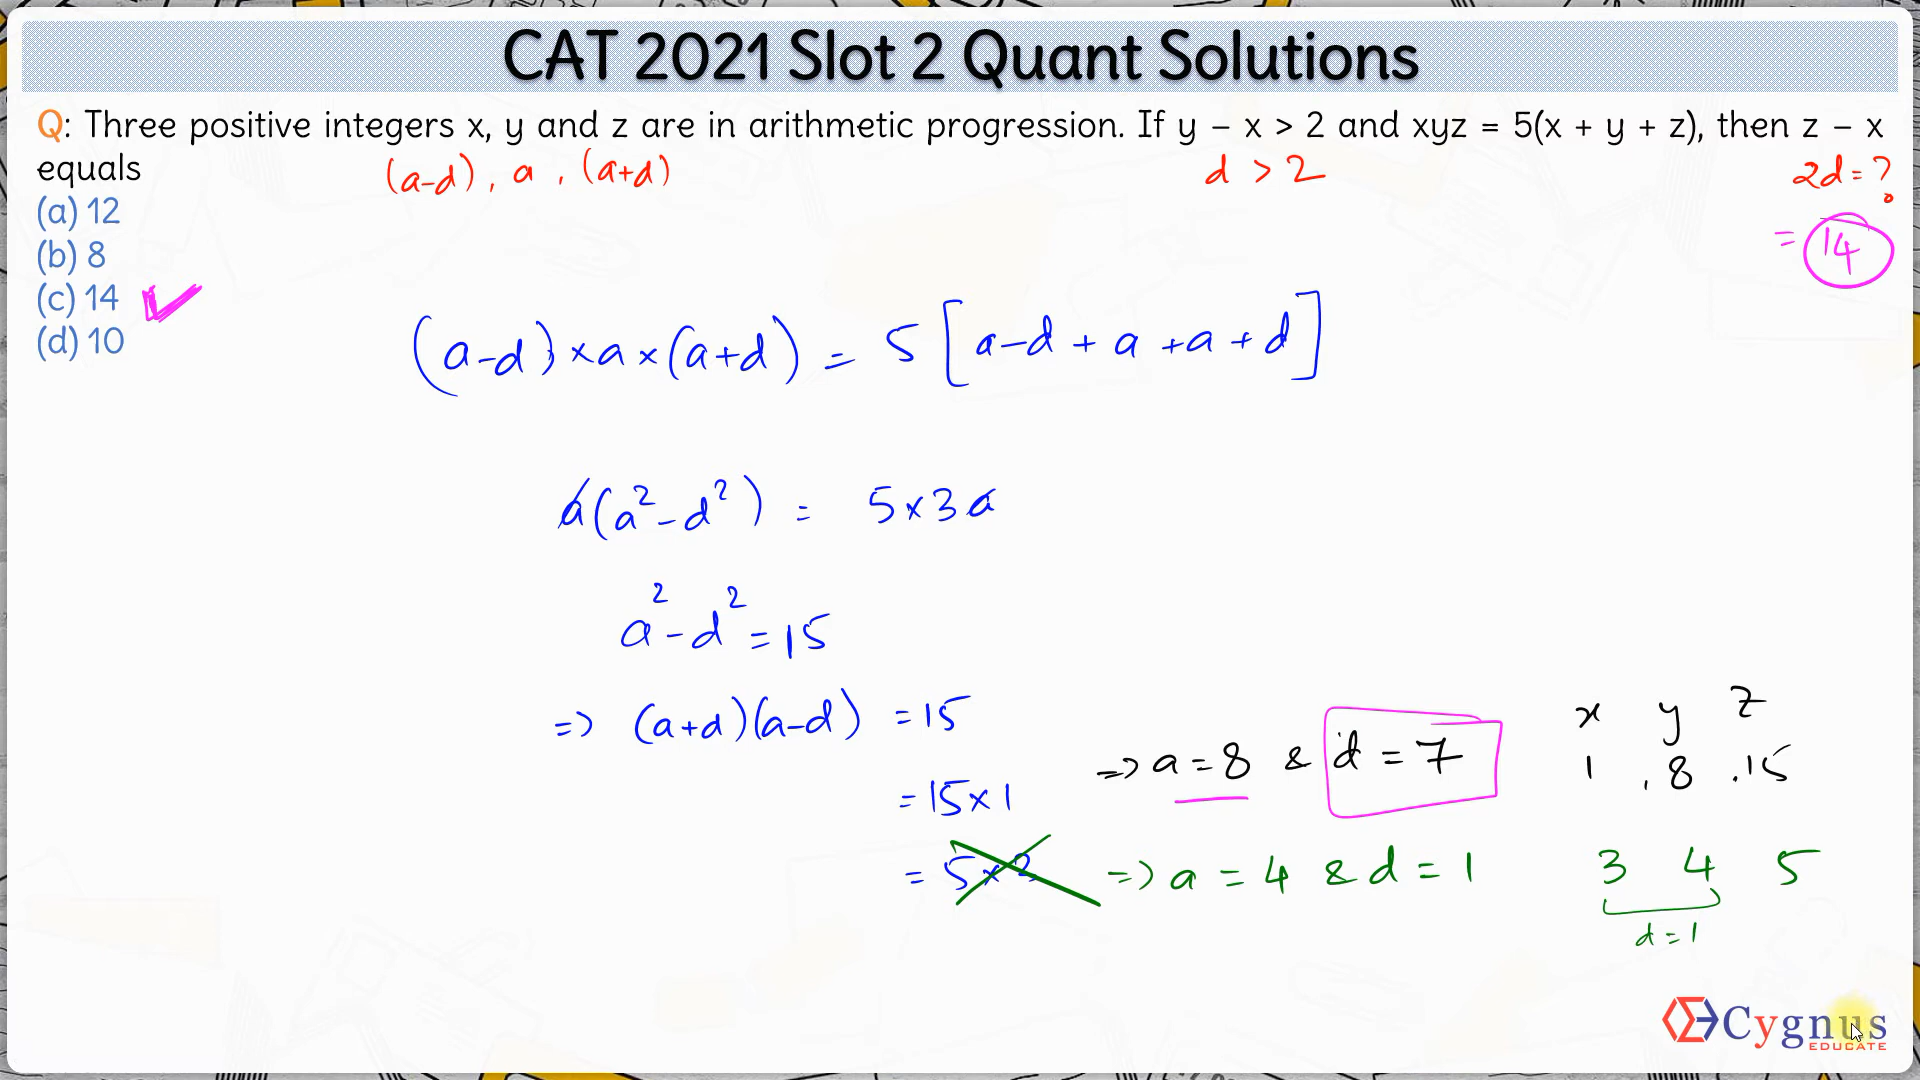 CAT 2021 Slot 2 Quant Solutions
Q: Three positive integers x, y and z are in arithmetic progression. If y – x > 2 and xyz = 5(x + y + z), then z – x
equals
(a-d), a, (a+d)
d > 2
2d = ?
= 14
(a) 12
(b) 8
(c) 14
(d) 10
(a-d) × a × (a+d) = 5 [a-d + a + a + d]
a(a² - d²) = 5 × 3a
a² - d² = 15
=> (a+d)(a-d) = 15
= 15 × 1 => a = 8 & d = 7
x y z
1 , 8 , 15
= 5 × 3 => a = 4 & d = 1
3 4 5
d = 1
Cygnus
EDUCATE